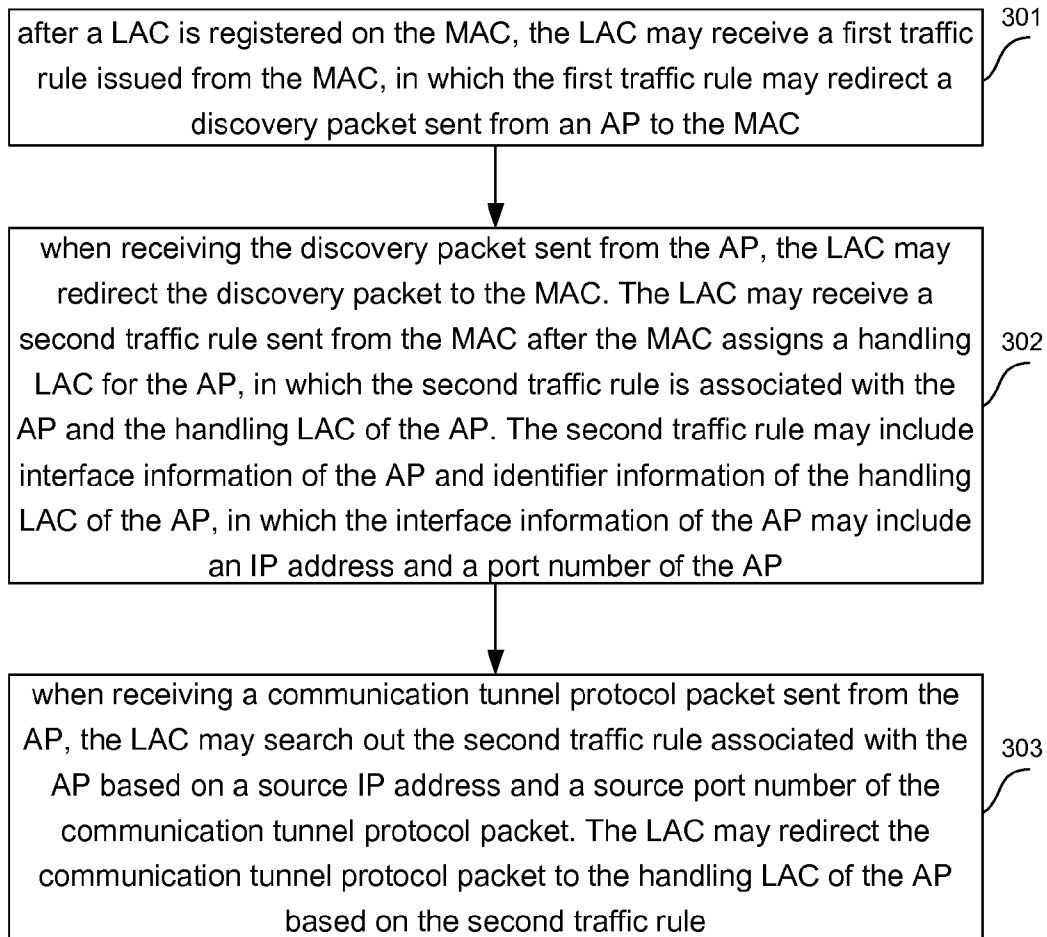 after a LAC is registered on the MAC, the LAC may receive a first traffic
rule issued from the MAC, in which the first traffic rule may redirect a
discovery packet sent from an AP to the MAC
301
when receiving the discovery packet sent from the AP, the LAC may
redirect the discovery packet to the MAC. The LAC may receive a
second traffic rule sent from the MAC after the MAC assigns a handling
LAC for the AP, in which the second traffic rule is associated with the
AP and the handling LAC of the AP. The second traffic rule may include
interface information of the AP and identifier information of the handling
LAC of the AP, in which the interface information of the AP may include
an IP address and a port number of the AP
302
when receiving a communication tunnel protocol packet sent from the
AP, the LAC may search out the second traffic rule associated with the
AP based on a source IP address and a source port number of the
communication tunnel protocol packet. The LAC may redirect the
communication tunnel protocol packet to the handling LAC of the AP
based on the second traffic rule
303